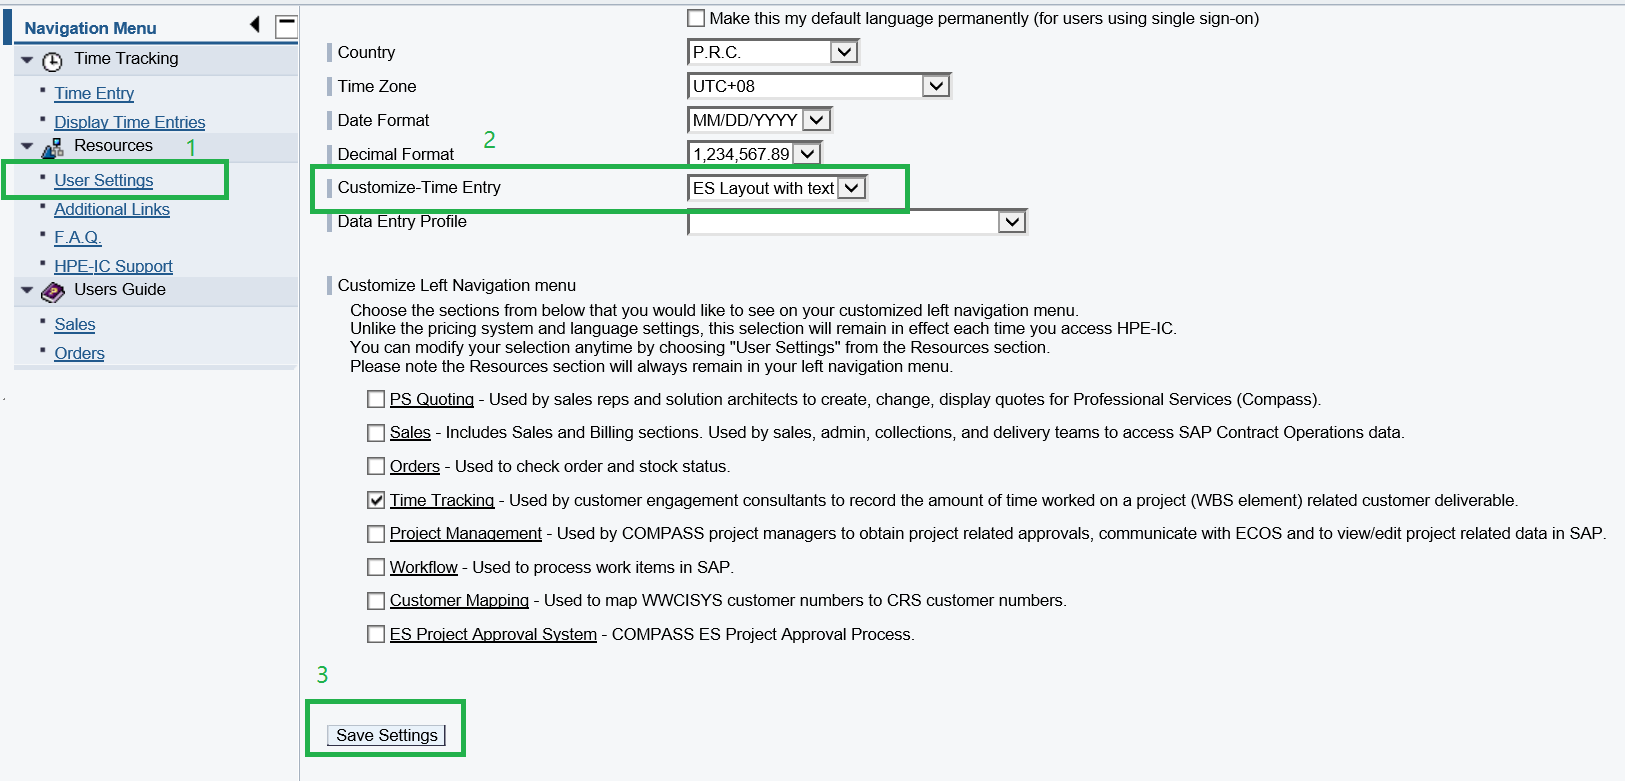 Navigation Menu
Time Tracking
Time Entry
Display Time Entries
Resources
1
User Settings
Additional Links
F.A.Q.
HPE-IC Support
Users Guide
Sales
Orders
Make this my default language permanently (for users using single sign-on)
Country P.R.C.
Time Zone UTC+08
Date Format MM/DD/YYYY
2
Decimal Format 1,234,567.89
Customize-Time Entry ES Layout with text
Data Entry Profile
Customize Left Navigation menu
Choose the sections from below that you would like to see on your customized left navigation menu.
Unlike the pricing system and language settings, this selection will remain in effect each time you access HPE-IC.
You can modify your selection anytime by choosing "User Settings" from the Resources section.
Please note the Resources section will always remain in your left navigation menu.
PS Quoting - Used by sales reps and solution architects to create, change, display quotes for Professional Services (Compass).
Sales - Includes Sales and Billing sections. Used by sales, admin, collections, and delivery teams to access SAP Contract Operations data.
Orders - Used to check order and stock status.
Time Tracking - Used by customer engagement consultants to record the amount of time worked on a project (WBS element) related customer deliverable.
Project Management - Used by COMPASS project managers to obtain project related approvals, communicate with ECOS and to view/edit project related data in SAP.
Workflow - Used to process work items in SAP.
Customer Mapping - Used to map WWCISYS customer numbers to CRS customer numbers.
ES Project Approval System - COMPASS ES Project Approval Process.
3
Save Settings